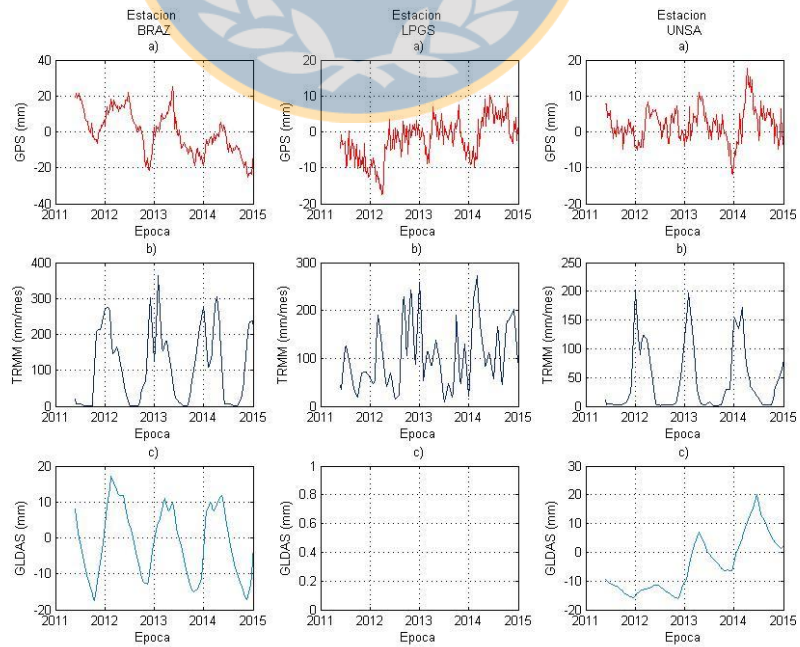 Estacion
BRAZ
a)
40
20
0
-20
-40
GPS (mm)
2011 2012 2013 2014 2015
Epoca
Estacion
LPGS
a)
20
10
0
-10
-20
GPS (mm)
2011 2012 2013 2014 2015
Epoca
Estacion
UNSA
a)
20
10
0
-10
-20
GPS (mm)
2011 2012 2013 2014 2015
Epoca
b)
400
300
200
100
0
TRMM (mm/mes)
2011 2012 2013 2014 2015
Epoca
b)
300
200
100
0
TRMM (mm/mes)
2011 2012 2013 2014 2015
Epoca
b)
250
200
150
100
50
0
TRMM (mm/mes)
2011 2012 2013 2014 2015
Epoca
c)
20
10
0
-10
-20
GLDAS (mm)
2011 2012 2013 2014 2015
Epoca
c)
1
0.8
0.6
0.4
0.2
0
GLDAS (mm)
2011 2012 2013 2014 2015
Epoca
c)
30
20
10
0
-10
-20
GLDAS (mm)
2011 2012 2013 2014 2015
Epoca